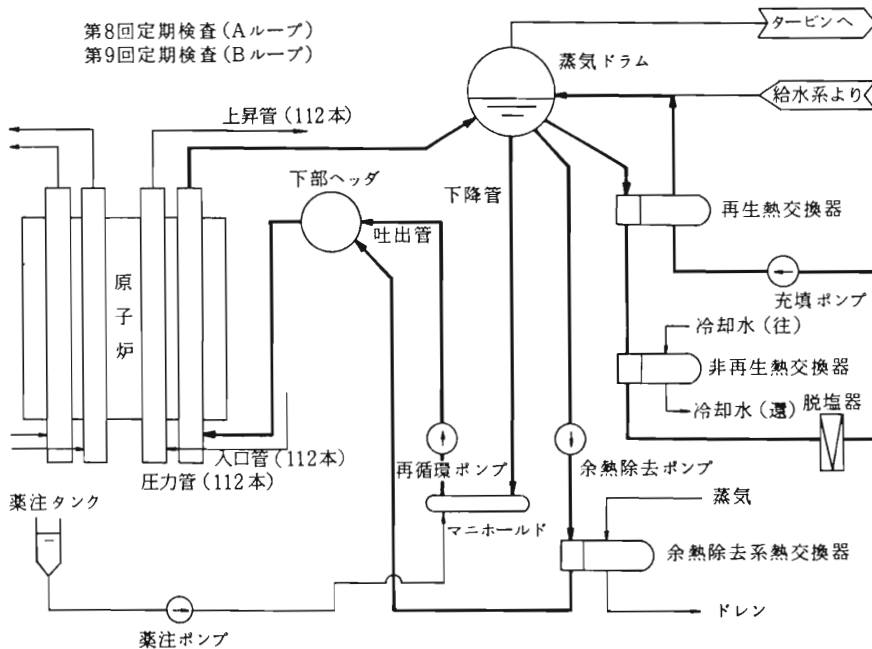 第8回定期検査(Aループ)
第9回定期検査(Bループ)
タービンへ
蒸気ドラム
給水系より
上昇管(112本)
下部ヘッダ
下降管
再生熱交換器
吐出管
原子炉
充填ポンプ
冷却水(往)
非再生熱交換器
冷却水(還)
脱塩器
入口管(112本)
再循環ポンプ
余熱除去ポンプ
圧力管(112本)
薬注タンク
蒸気
マニホールド
余熱除去系熱交換器
ドレン
薬注ポンプ